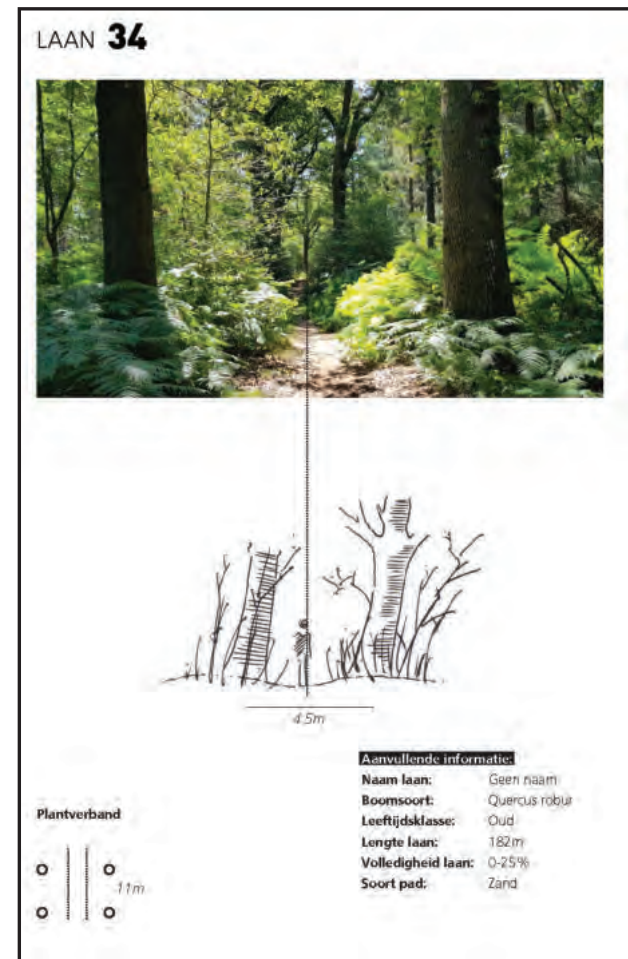 LAAN 34
4.5m
Aanvullende informatie:
Naam laan: Geen naam
Boomsoort: Quercus robur
Leeftijdsklasse: Oud
Lengte laan: 182m
Volledigheid laan: 0-25%
Soort pad: Zand
Plantverband
11m